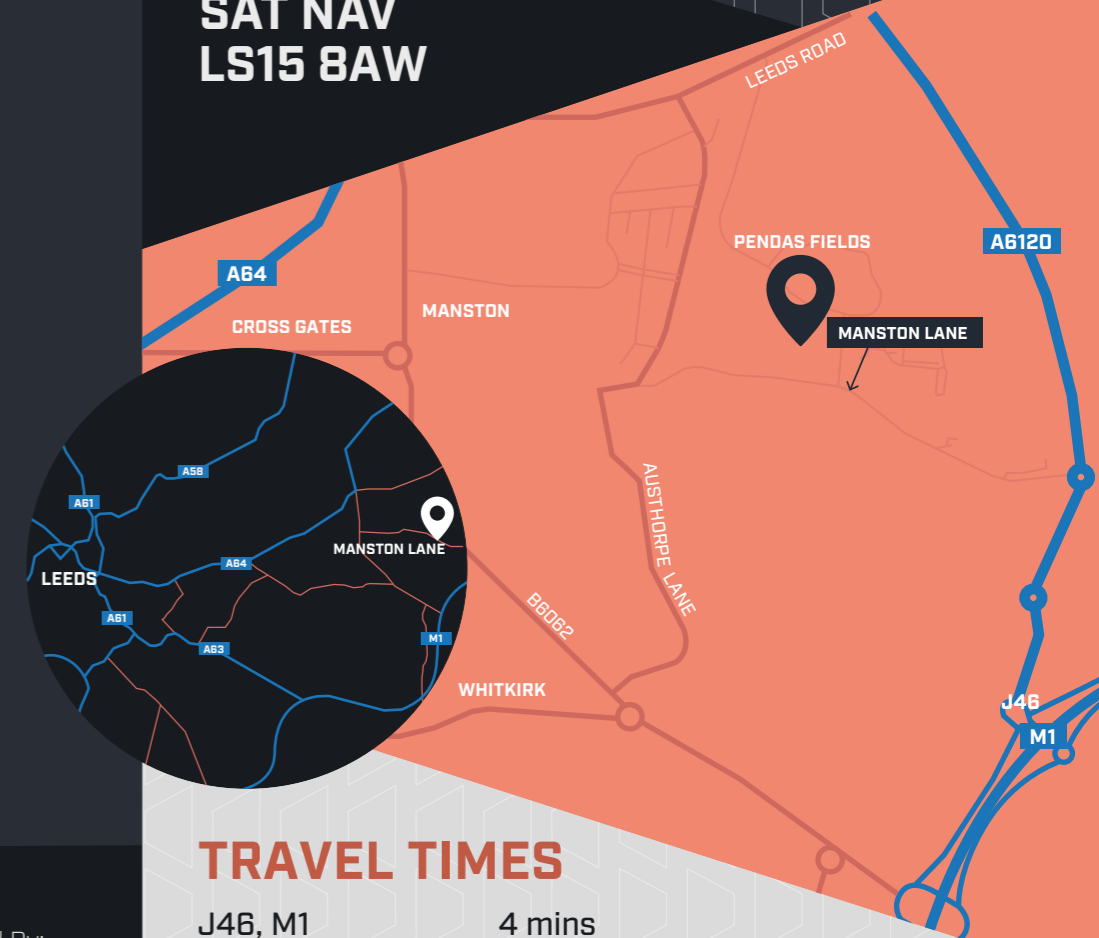 SAT NAV
LS15 8AW
LEEDS ROAD
A64
PENDAS FIELDS
A6120
CROSS GATES
MANSTON
MANSTON LANE
A58
A61
AUSTHORPE LANE
MANSTON LANE
LEEDS
A64
A61
A63
M1
B6062
WHITKIRK
J46
M1
TRAVEL TIMES
J46, M1 4 mins